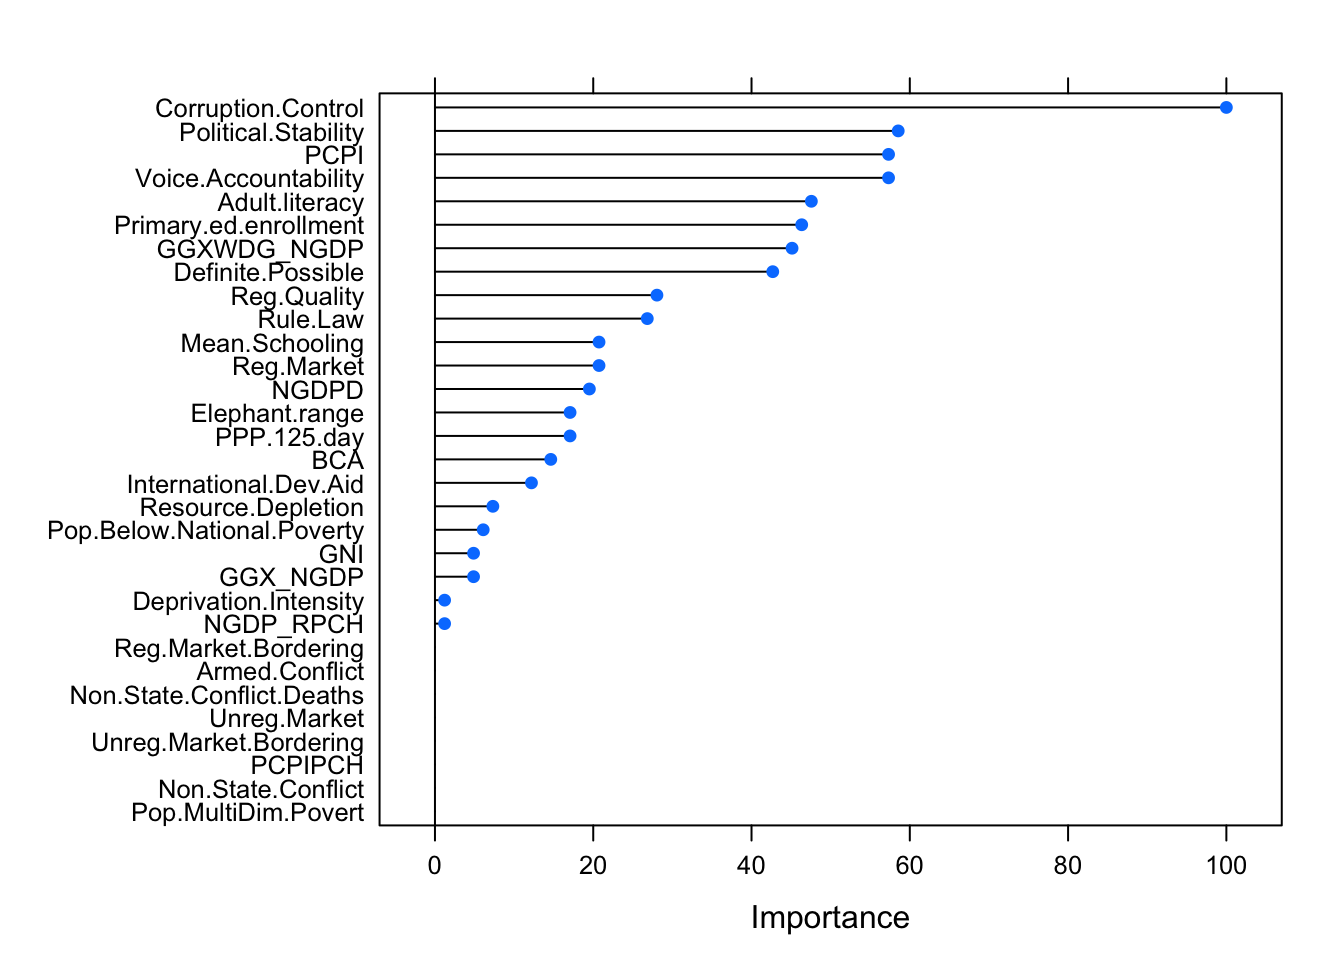 Corruption.Control
Political.Stability
PCPI
Voice.Accountability
Adult.literacy
Primary.ed.enrollment
GGXWDG_NGDP
Definite.Possible
Reg.Quality
Rule.Law
Mean.Schooling
Reg.Market
NGDPD
Elephant.range
PPP.125.day
BCA
International.Dev.Aid
Resource.Depletion
Pop.Below.National.Poverty
GNI
GGX_NGDP
Deprivation.Intensity
NGDP_RPCH
Reg.Market.Bordering
Armed.Conflict
Non.State.Conflict.Deaths
Unreg.Market
Unreg.Market.Bordering
PCPIPCH
Non.State.Conflict
Pop.MultiDim.Povert
0 20 40 60 80 100
Importance